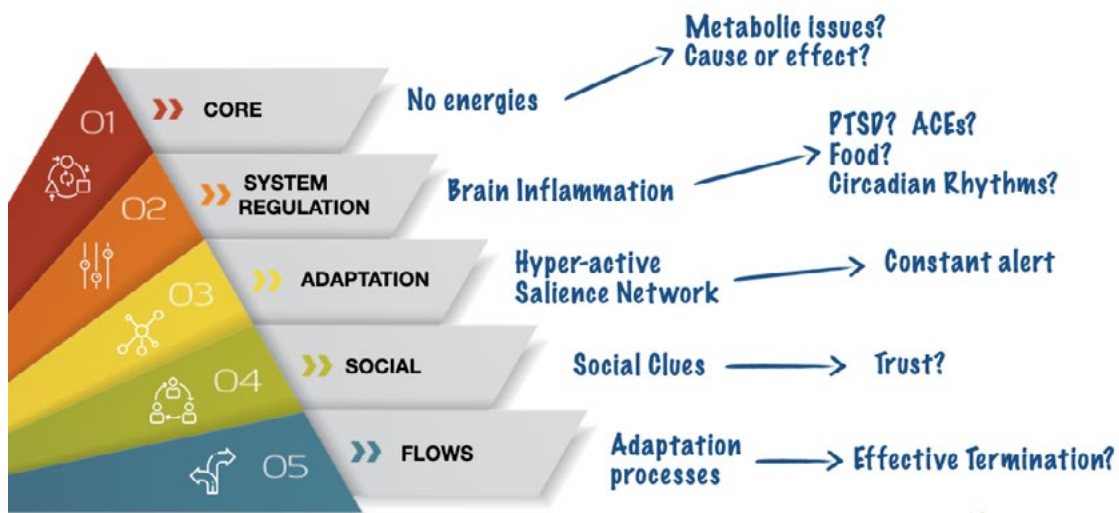 01
CORE
No energies
Metabolic issues?
Cause or effect?
02
SYSTEM
REGULATION
Brain Inflammation
PTSD? ACEs?
Food?
Circadian Rhythms?
03
ADAPTATION
Hyper-active
Salience Network
Constant alert
04
SOCIAL
Social Clues
Trust?
05
FLOWS
Adaptation
processes
Effective Termination?